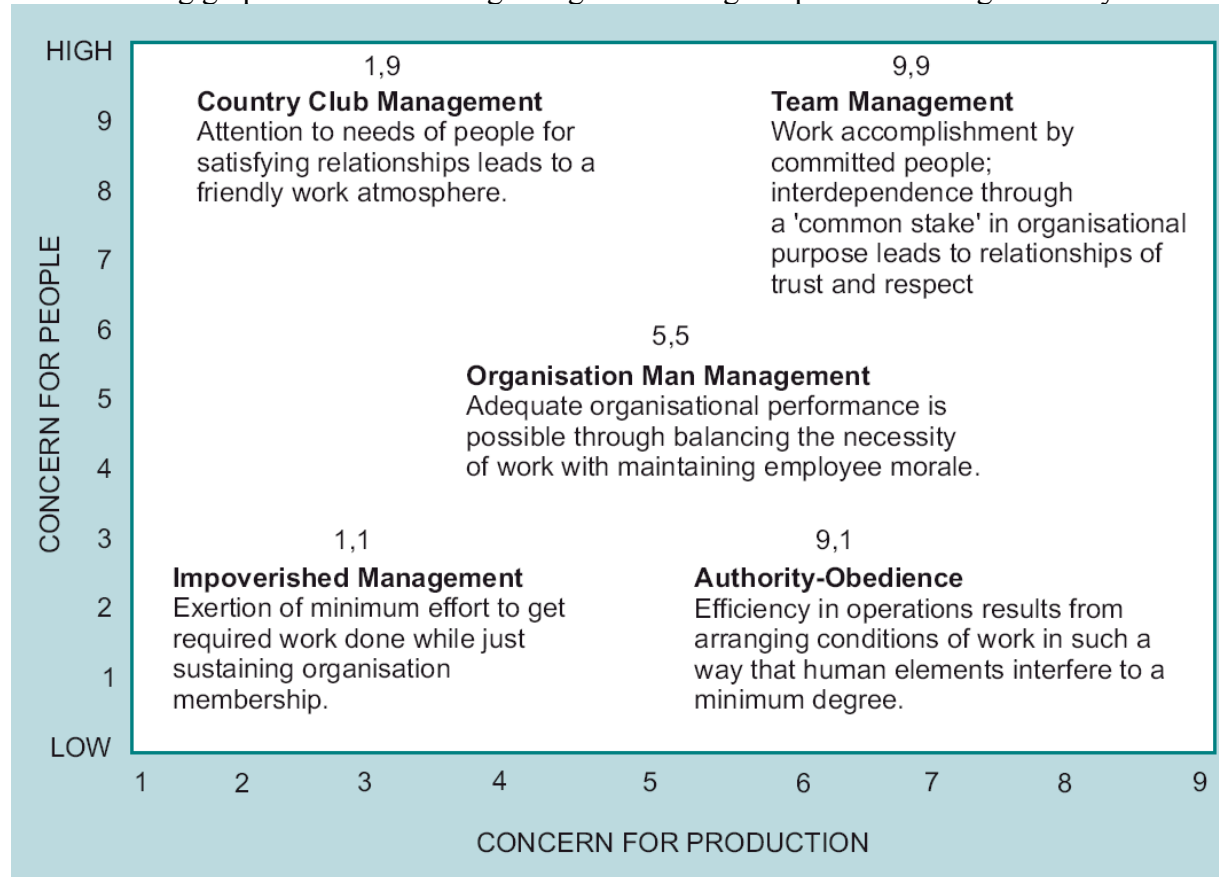 HIGH
1,9
Country Club Management
Attention to needs of people for
satisfying relationships leads to a
friendly work atmosphere.
9,9
Team Management
Work accomplishment by
committed people;
interdependence through
a 'common stake' in organisational
purpose leads to relationships of
trust and respect
5,5
Organisation Man Management
Adequate organisational performance is
possible through balancing the necessity
of work with maintaining employee morale.
1,1
Impoverished Management
Exertion of minimum effort to get
required work done while just
sustaining organisation
membership.
9,1
Authority-Obedience
Efficiency in operations results from
arranging conditions of work in such a
way that human elements interfere to a
minimum degree.
CONCERN FOR PEOPLE
9
8
7
6
5
4
3
2
1
LOW
1 2 3 4 5 6 7 8 9
CONCERN FOR PRODUCTION